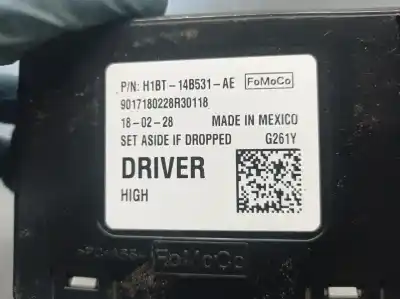 P/N: H1BT-14B531-AE FoMoCo
9017180228R30118
18-02-28 MADE IN MEXICO
SET ASIDE IF DROPPED G261Y
DRIVER
HIGH
FoMoCo